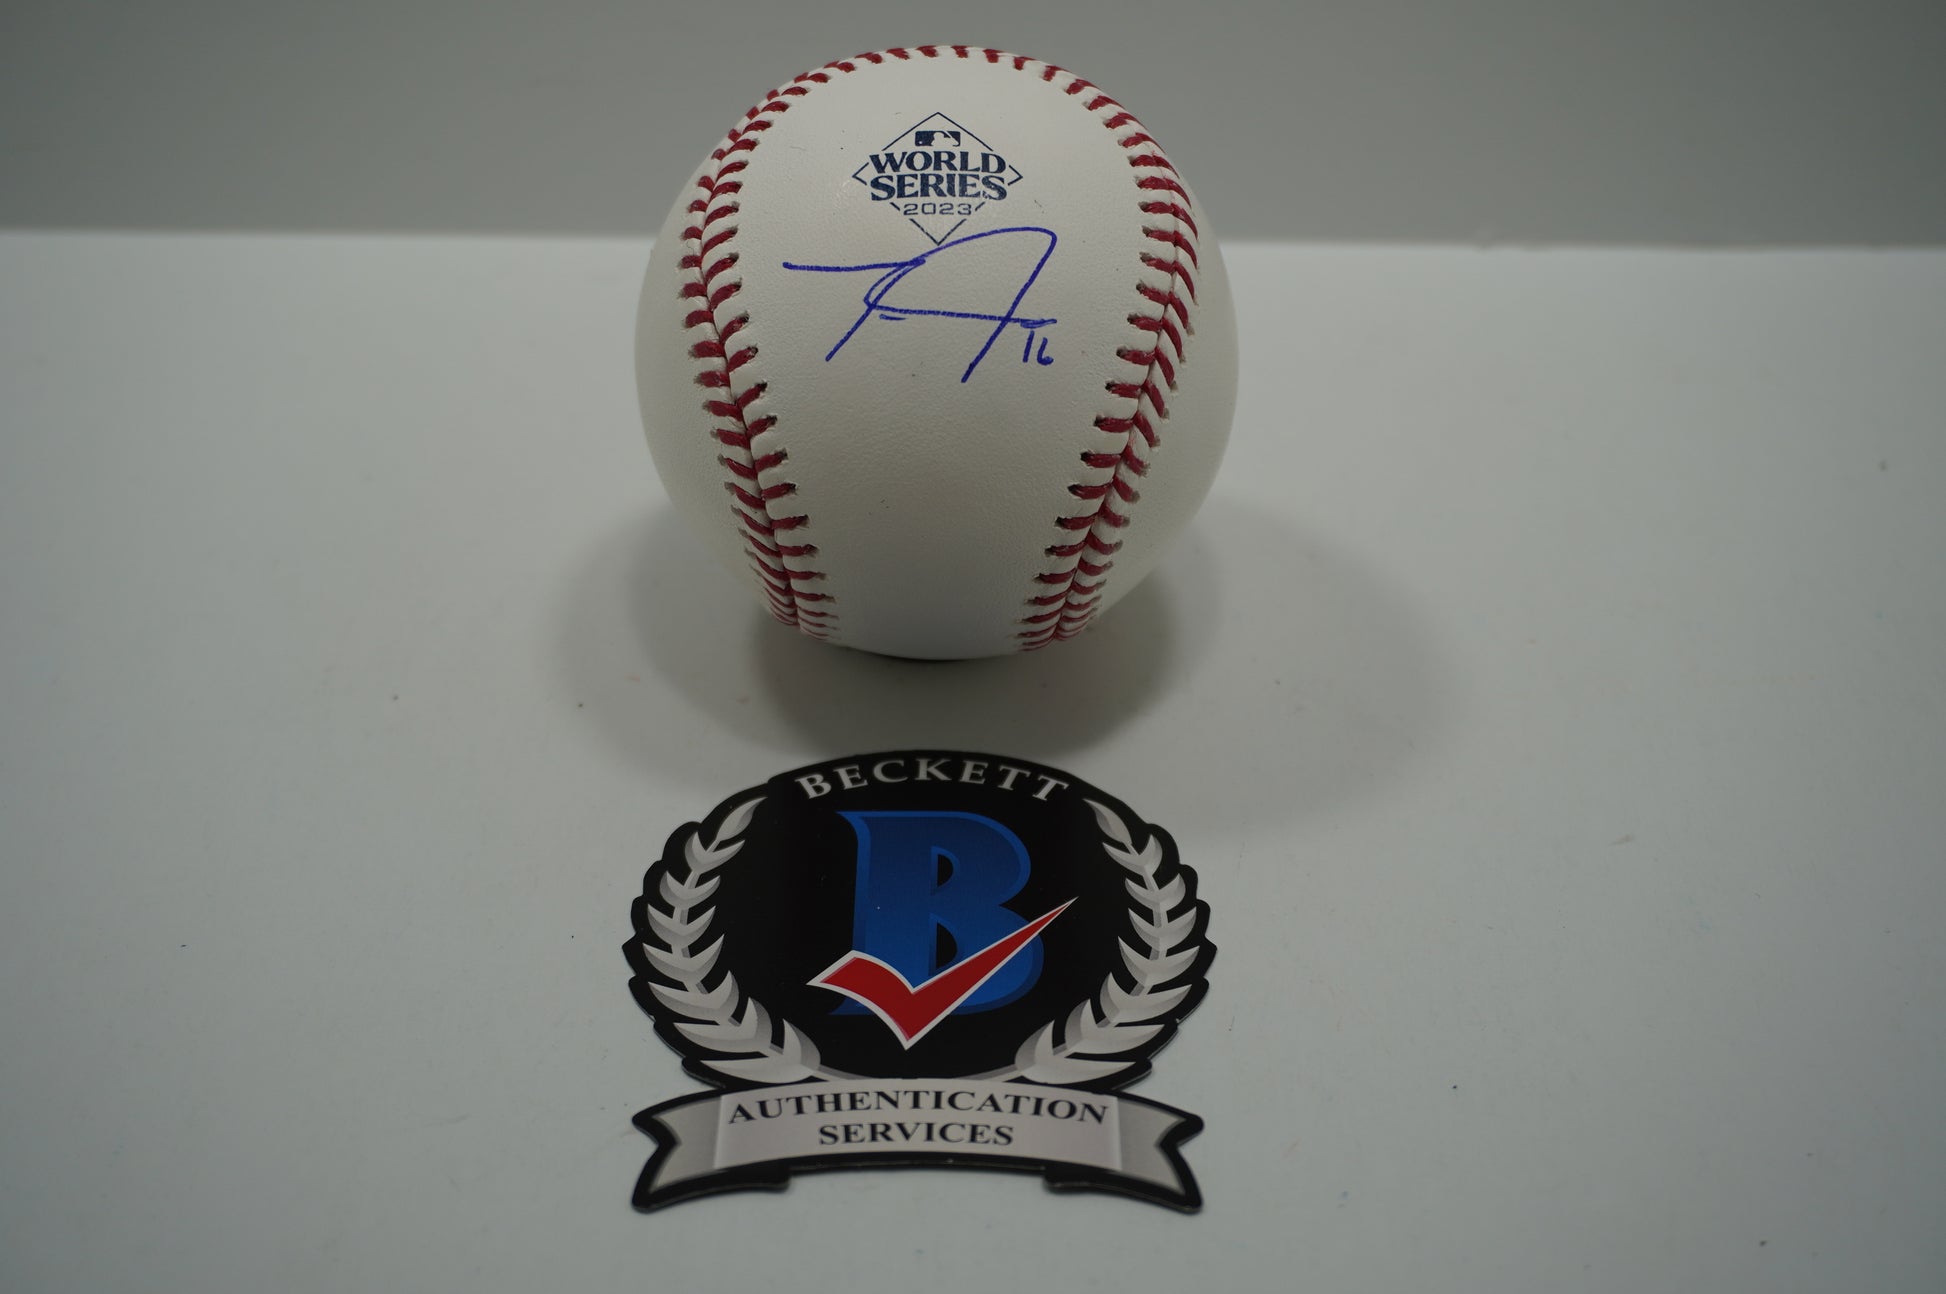 WORLD
SERIES
2023
16
BECKETT
B
AUTHENTICATION
SERVICES